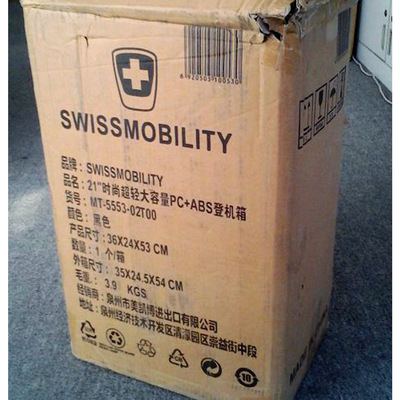 6920503100530
SWISSMOBILITY
品牌: SWISSMOBILITY
品名: 21"时尚超轻大容量PC+ABS登机箱
货号: MT-5553-02T00
颜色: 黑色
产品尺寸: 36X24X53 CM
数量: 1 个/箱
外箱尺寸: 35X24.5X54 CM
毛重: 3.9 KGS
经销商: 泉州市美凯博进出口有限公司
地址: 泉州经济技术开发区清濛园区崇益街中段
10
MADE